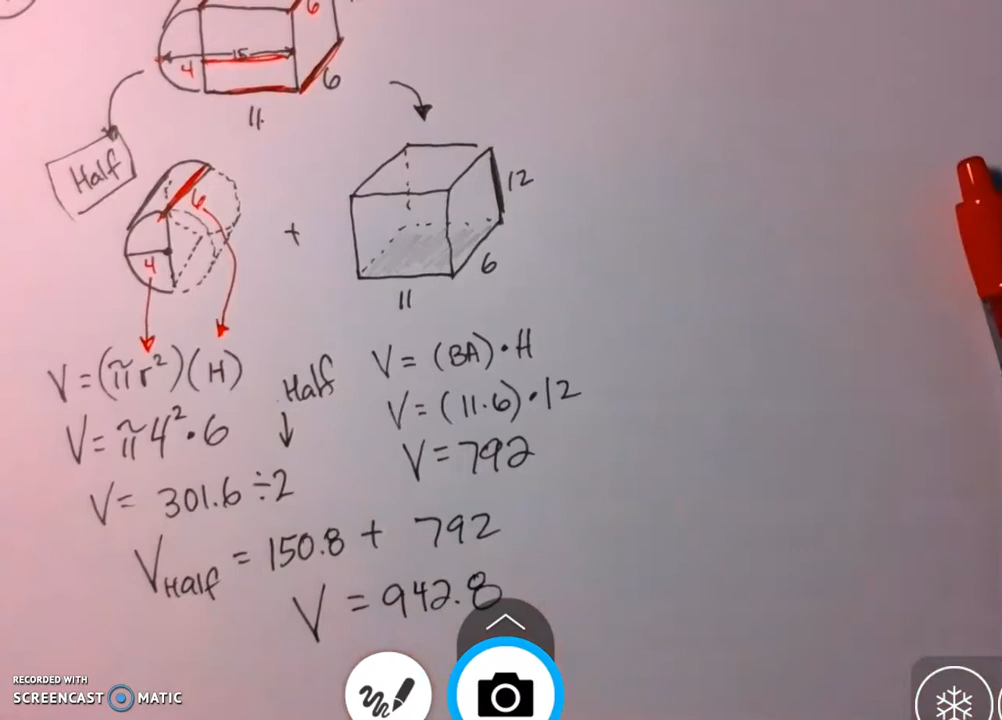 6
15
4
6
11
Half
6
4
+
12
6
11
V = (πr²)(H)
V = π4²·6
Half
V = 301.6 ÷2
V = (BA)·H
V = (11·6)·12
V = 792
V Half = 150.8 + 792
V = 942.8
RECORDED WITH
SCREENCAST MATIC